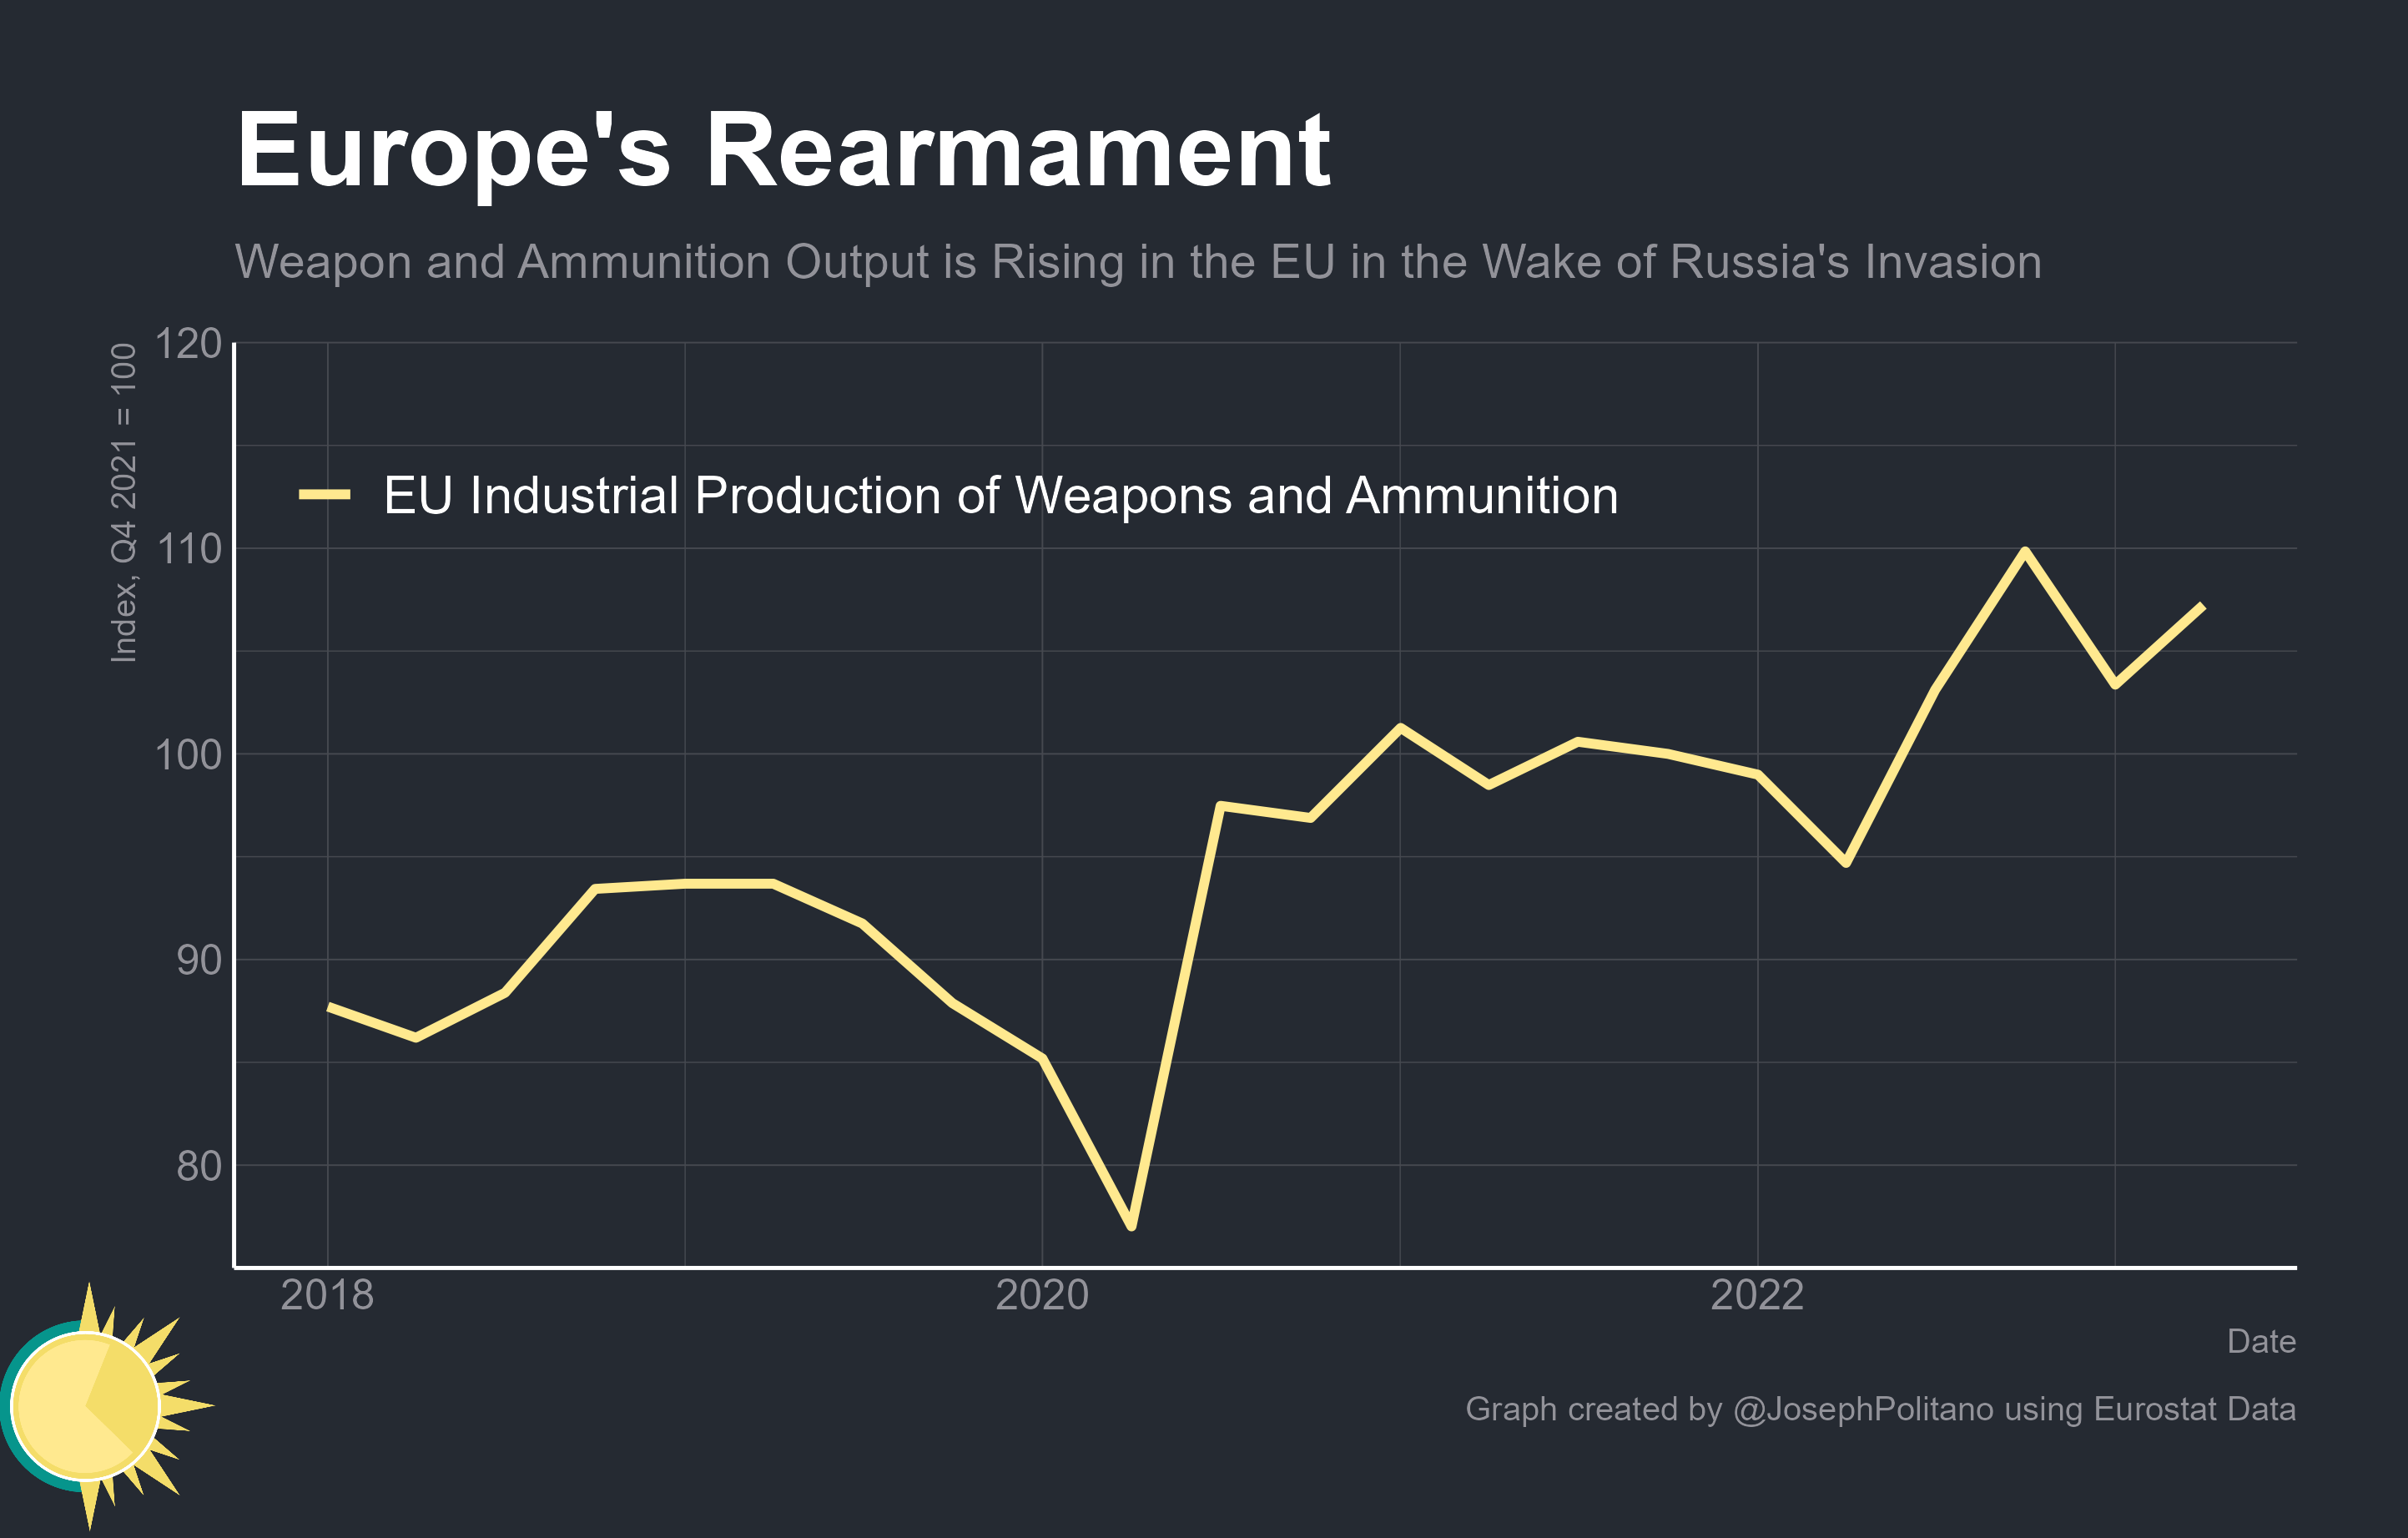 Europe's Rearmament
Weapon and Ammunition Output is Rising in the EU in the Wake of Russia's Invasion
Index, Q4 2021 = 100
120
110
100
90
80
EU Industrial Production of Weapons and Ammunition
2018
2020
2022
Date
Graph created by @JosephPolitano using Eurostat Data